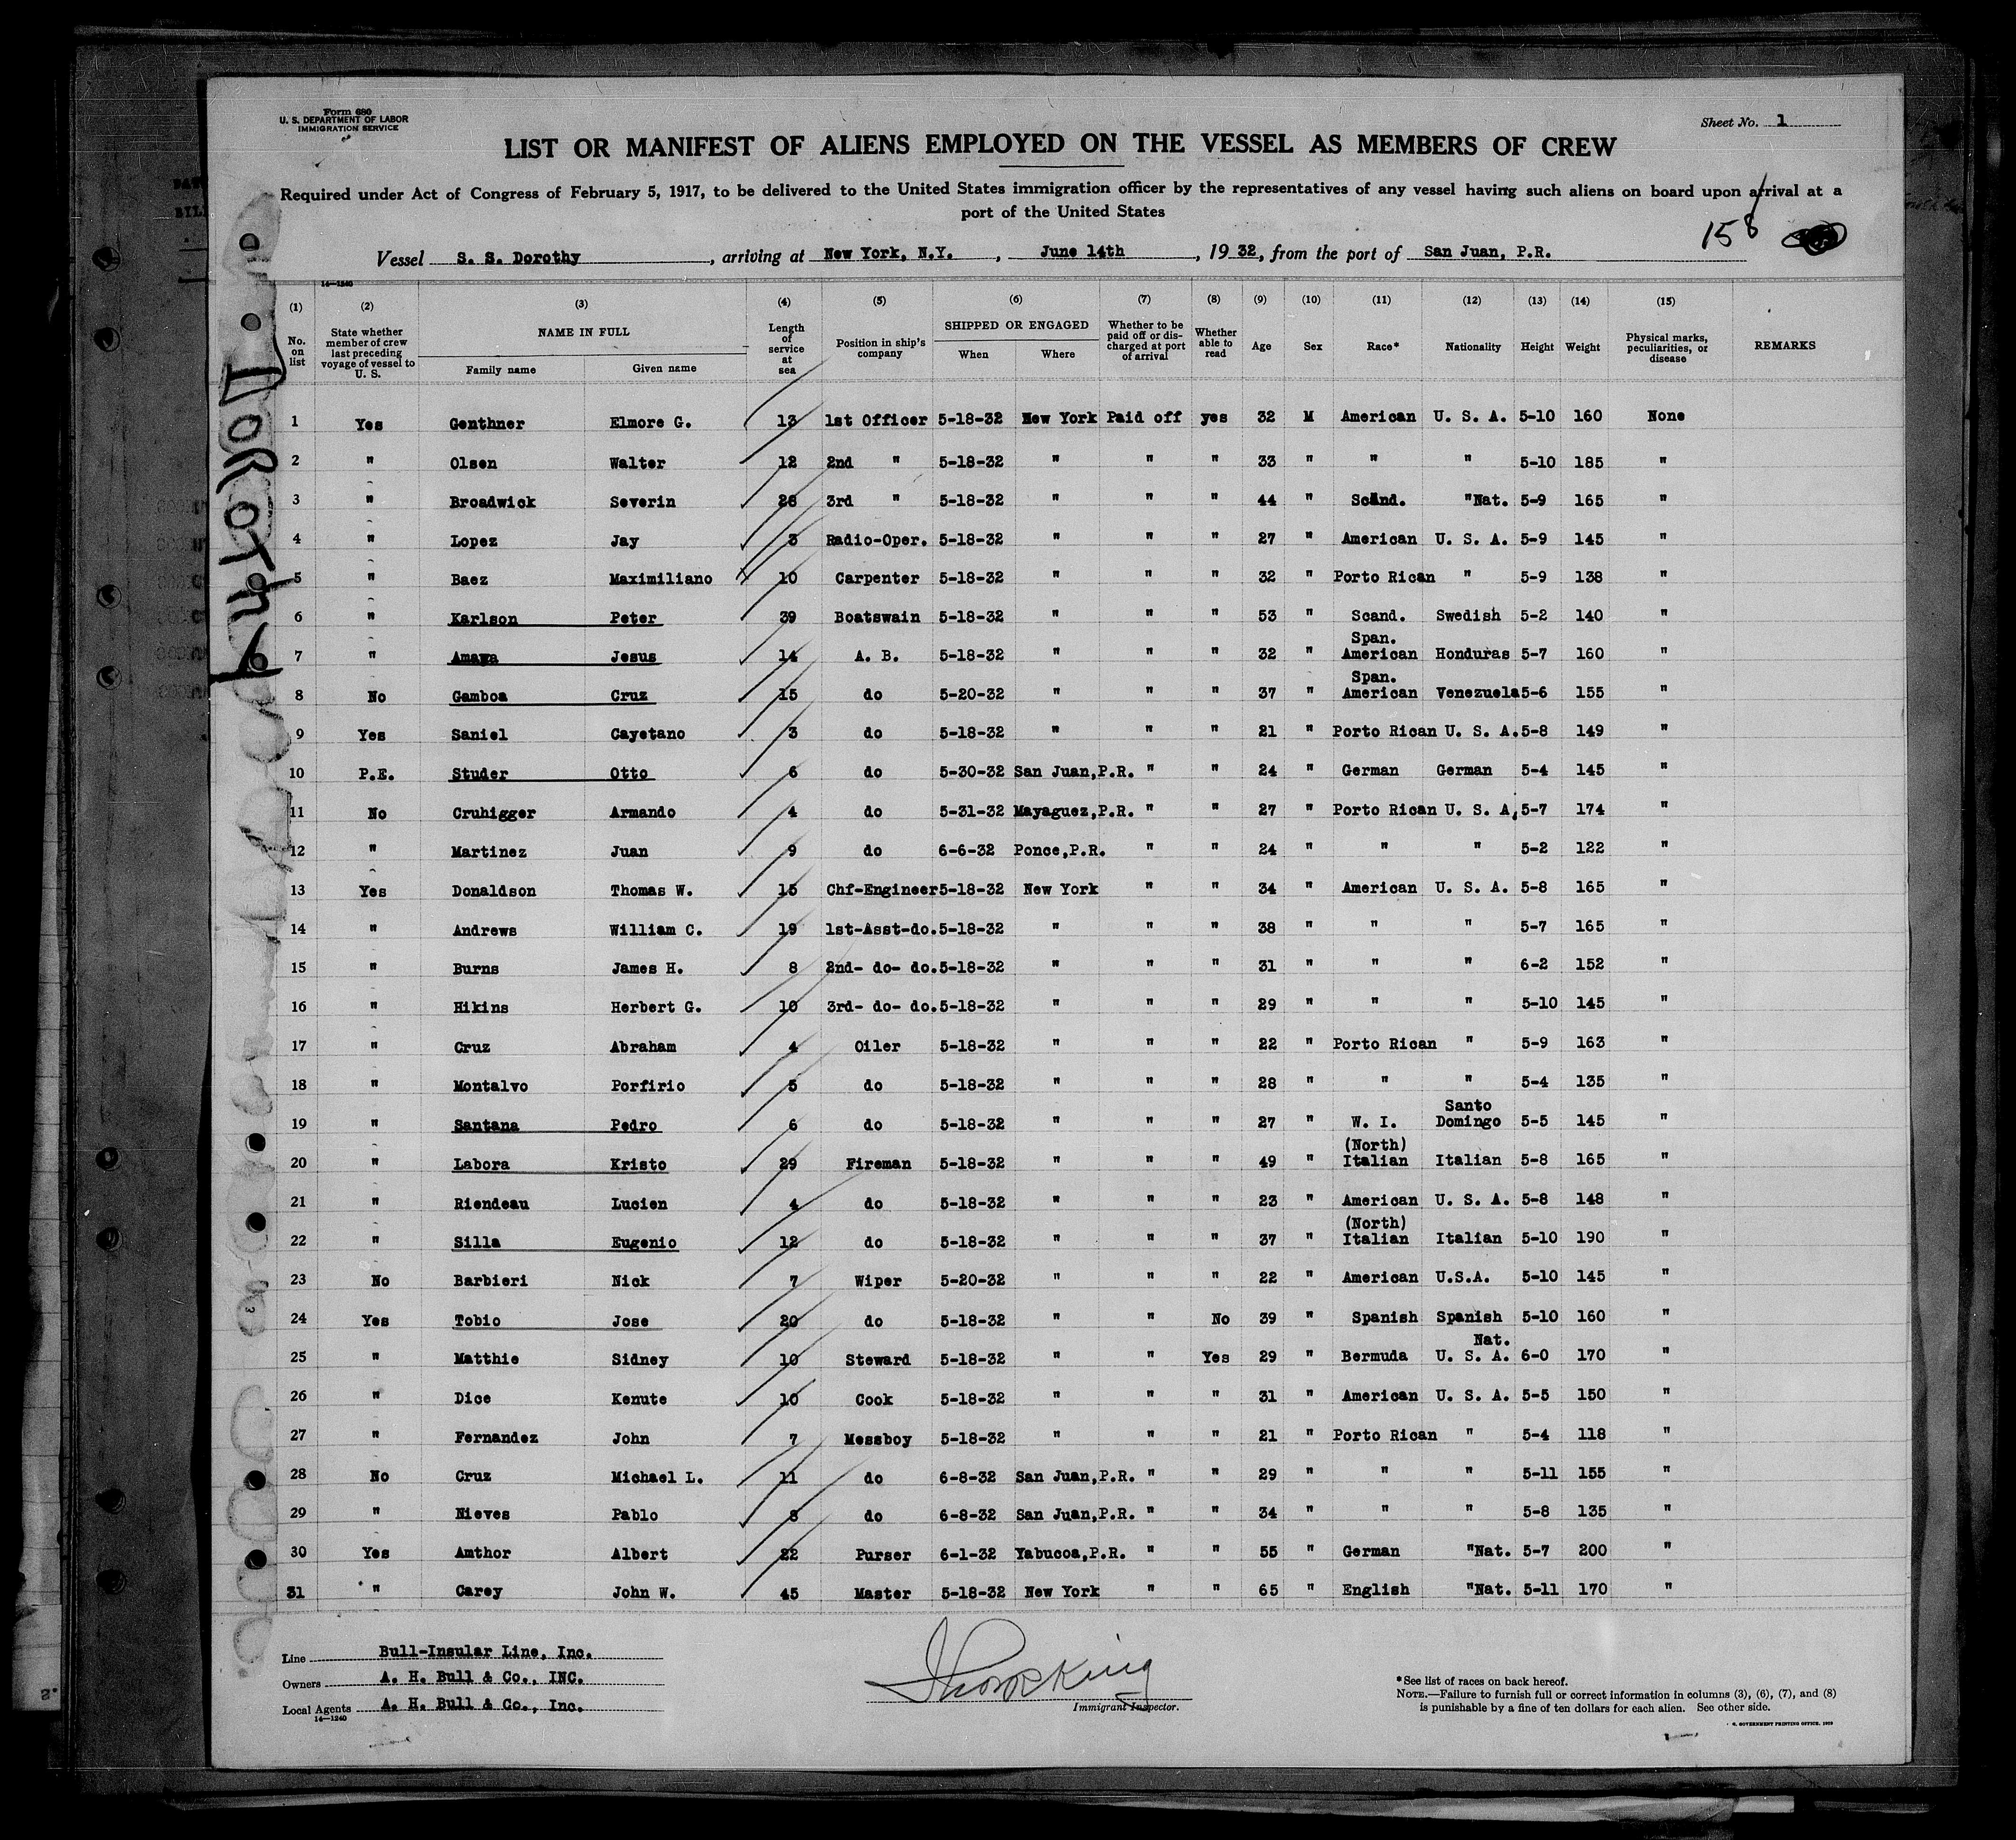 Form 680
U. S. DEPARTMENT OF LABOR
IMMIGRATION SERVICE
Sheet No. 1
LIST OR MANIFEST OF ALIENS EMPLOYED ON THE VESSEL AS MEMBERS OF CREW
Required under Act of Congress of February 5, 1917, to be delivered to the United States immigration officer by the representatives of any vessel having such aliens on board upon arrival at a
port of the United States
158
Vessel S. S. Dorothy, arriving at New York, N.Y., June 14th, 1932, from the port of San Juan, P.R.
DOROTHY
14—1240
(1) (2) (3) (4) (5) (6) (7) (8) (9) (10) (11) (12) (13) (14) (15)
No. on list | State whether member of crew last preceding voyage of vessel to U. S. | NAME IN FULL | Length of service at sea | Position in ship's company | SHIPPED OR ENGAGED | Whether to be paid off or discharged at port of arrival | Whether able to read | Age | Sex | Race* | Nationality | Height | Weight | Physical marks, peculiarities, or disease | REMARKS
Family name | Given name | When | Where
1 Yes Genthner Elmore G. 13 1st Officer 5-18-32 New York Paid off yes 32 M American U. S. A. 5-10 160 None
2 " Olsen Walter 12 2nd " 5-18-32 " " " 33 " " " 5-10 185 "
3 " Broadwick Severin 28 3rd " 5-18-32 " " " 44 " Scand. "Nat. 5-9 165 "
4 " Lopez Jay 3 Radio-Oper. 5-18-32 " " " 27 " American U. S. A. 5-9 145 "
5 " Baez Maximiliano 10 Carpenter 5-18-32 " " " 32 " Porto Rican " 5-9 138 "
6 " Karlson Peter 39 Boatswain 5-18-32 " " " 53 " Scand. Swedish 5-2 140 "
7 " Amaya Jesus 14 A. B. 5-18-32 " " " 32 " Span. American Honduras 5-7 160 "
8 No Gamboa Cruz 15 do 5-20-32 " " " 37 " Span. American Venezuela 5-6 155 "
9 Yes Saniel Cayetano 3 do 5-18-32 " " " 21 " Porto Rican U. S. A. 5-8 149 "
10 P.E. Studer Otto 6 do 5-30-32 San Juan,P.R. " " 24 " German German 5-4 145 "
11 No Cruhigger Armando 4 do 5-31-32 Mayaguez,P.R. " " 27 " Porto Rican U. S. A, 5-7 174 "
12 " Martinez Juan 9 do 6-6-32 Ponce,P.R. " " 24 " " " 5-2 122 "
13 Yes Donaldson Thomas W. 15 Chf-Engineer 5-18-32 New York " " 34 " American U. S. A. 5-8 165 "
14 " Andrews William C. 19 1st-Asst-do. 5-18-32 " " " 38 " " " 5-7 165 "
15 " Burns James H. 8 2nd- do- do. 5-18-32 " " " 31 " " " 6-2 152 "
16 " Hikins Herbert G. 10 3rd- do- do. 5-18-32 " " " 29 " " " 5-10 145 "
17 " Cruz Abraham 4 Oiler 5-18-32 " " " 22 " Porto Rican " 5-9 163 "
18 " Montalvo Porfirio 5 do 5-18-32 " " " 28 " " " 5-4 135 "
19 " Santana Pedro 6 do 5-18-32 " " " 27 " W. I. Santo Domingo 5-5 145 "
20 " Labora Kristo 29 Fireman 5-18-32 " " " 49 " (North) Italian Italian 5-8 165 "
21 " Riendeau Lucien 4 do 5-18-32 " " " 23 " American U. S. A. 5-8 148 "
22 " Silla Eugenio 12 do 5-18-32 " " " 37 " (North) Italian Italian 5-10 190 "
23 No Barbieri Nick 7 Wiper 5-20-32 " " " 22 " American U.S.A. 5-10 145 "
24 Yes Tobio Jose 20 do 5-18-32 " " No 39 " Spanish Spanish 5-10 160 "
25 " Matthie Sidney 10 Steward 5-18-32 " " Yes 29 " Bermuda Nat. U. S. A. 6-0 170 "
26 " Dice Kenute 10 Cook 5-18-32 " " " 31 " American U. S. A. 5-5 150 "
27 " Fernandez John 7 Messboy 5-18-32 " " " 21 " Porto Rican " 5-4 118 "
28 No Cruz Michael L. 11 do 6-8-32 San Juan,P.R. " " 29 " " " 5-11 155 "
29 " Nieves Pablo 8 do 6-8-32 San Juan,P.R. " " 34 " " " 5-8 135 "
30 Yes Amthor Albert 22 Purser 6-1-32 Yabucoa,P.R. " " 55 " German "Nat. 5-7 200 "
31 " Carey John W. 45 Master 5-18-32 New York " " 65 " English "Nat. 5-11 170 "
Line Bull-Insular Line, Inc.
Owners A. H. Bull & Co., INC.
Local Agents A. H. Bull & Co., Inc.
14—1240
King
Immigrant Inspector.
*See list of races on back hereof.
NOTE.—Failure to furnish full or correct information in columns (3), (6), (7), and (8)
is punishable by a fine of ten dollars for each alien. See other side.
GOVERNMENT PRINTING OFFICE